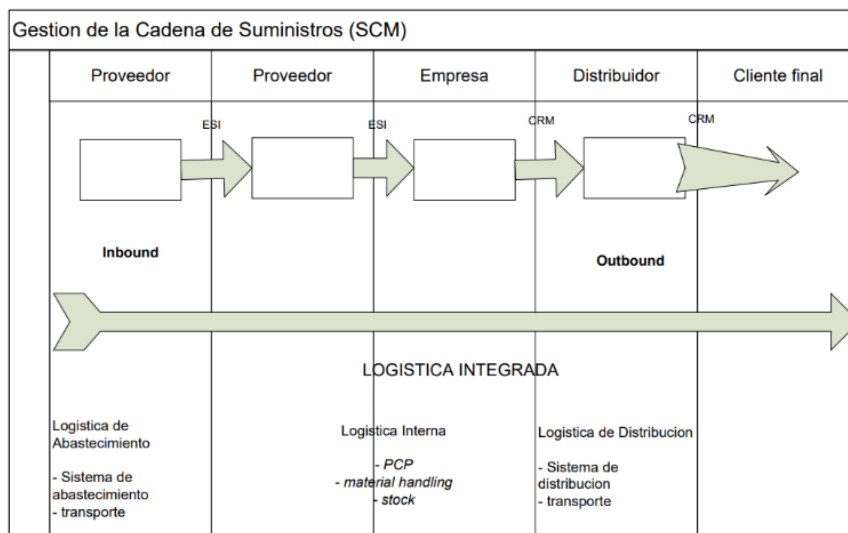 Gestion de la Cadena de Suministros (SCM)
Proveedor
Proveedor
Empresa
Distribuidor
Cliente final
ESI
ESI
CRM
CRM
Inbound
Outbound
LOGISTICA INTEGRADA
Logistica de
Abastecimiento
- Sistema de
abastecimiento
- transporte
Logistica Interna
- PCP
- material handling
- stock
Logistica de Distribucion
- Sistema de
distribucion
- transporte